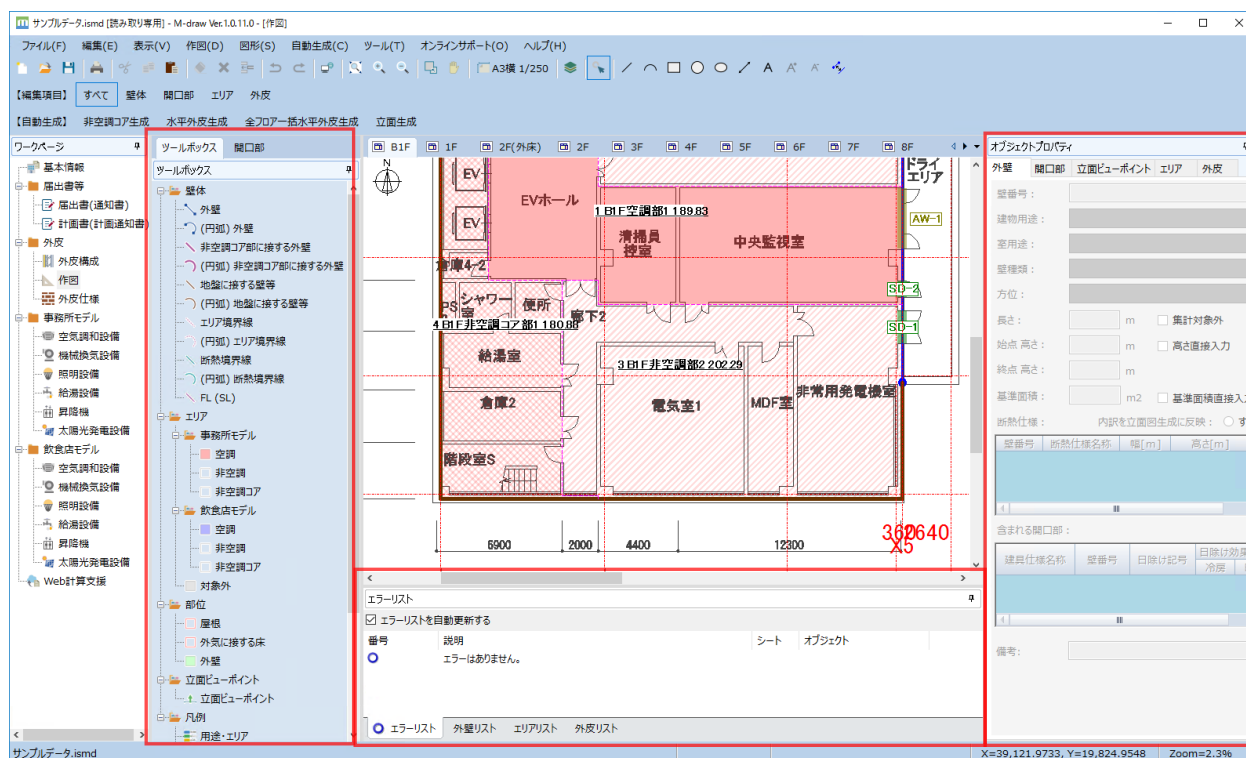 サンプルデータ.ismd [読み取り専用] - M-draw Ver.1.0.11.0 - [作図]
ファイル(F) 編集(E) 表示(V) 作図(D) 図形(S) 自動生成(C) ツール(T) オンラインサポート(O) ヘルプ(H)
A3横 1/250
【編集項目】 すべて 壁体 開口部 エリア 外皮
【自動生成】 非空調コア生成 水平外皮生成 全フロアー括水平外皮生成 立面生成
ワークページ
基本情報
届出書等
届出書(通知書)
計画書(計画通知書)
外皮
外皮構成
作図
外皮仕様
事務所モデル
空気調和設備
機械換気設備
照明設備
給湯設備
昇降機
太陽光発電設備
飲食店モデル
空気調和設備
機械換気設備
照明設備
給湯設備
昇降機
太陽光発電設備
Web計算支援
ツールボックス 開口部
ツールボックス
壁体
外壁
(円弧) 外壁
非空調コア部に接する外壁
(円弧) 非空調コア部に接する外壁
地盤に接する壁等
(円弧) 地盤に接する壁等
エリア境界線
(円弧) エリア境界線
断熱境界線
(円弧) 断熱境界線
FL (SL)
エリア
事務所モデル
空調
非空調
非空調コア
飲食店モデル
空調
非空調
非空調コア
対象外
部位
屋根
外気に接する床
外壁
立面ビューポイント
立面ビューポイント
凡例
用途・エリア
B1F 1F 2F(外床) 2F 3F 4F 5F 6F 7F 8F
N
EV
EV
EVホール
1 B1F空調部1 189.83
清掃員
控室
中央監視室
ドライ
エリア
AW-1
SD-2
SD-1
倉庫4-2
PS
シャワー
室
便所
廊下2
4 B1F非空調コア部1 180.88
給湯室
3 B1F非空調部2 202.29
倉庫2
電気室1
MDF室
非常用発電機室
階段室S
6900 2000 4400 12300
X5
エラーリスト
エラーリストを自動更新する
番号 説明 シート オブジェクト
エラーはありません。
エラーリスト 外壁リスト エリアリスト 外皮リスト
オブジェクトプロパティ
外壁 開口部 立面ビューポイント エリア 外皮
壁番号 :
建物用途 :
室用途 :
壁種類 :
方位 :
長さ : m 集計対象外
始点 高さ : m 高さ直接入力
終点 高さ : m
基準面積 : m2 基準面積直接入力
断熱仕様 : 内訳を立面図生成に反映 : す
壁番号 断熱仕様名称 幅[m] 高さ[m]
含まれる開口部 :
建具仕様名称 壁番号 日除け記号 日除け効果
冷房
備考:
サンプルデータ.ismd X=39,121.9733, Y=19,824.9548 Zoom=2.3%